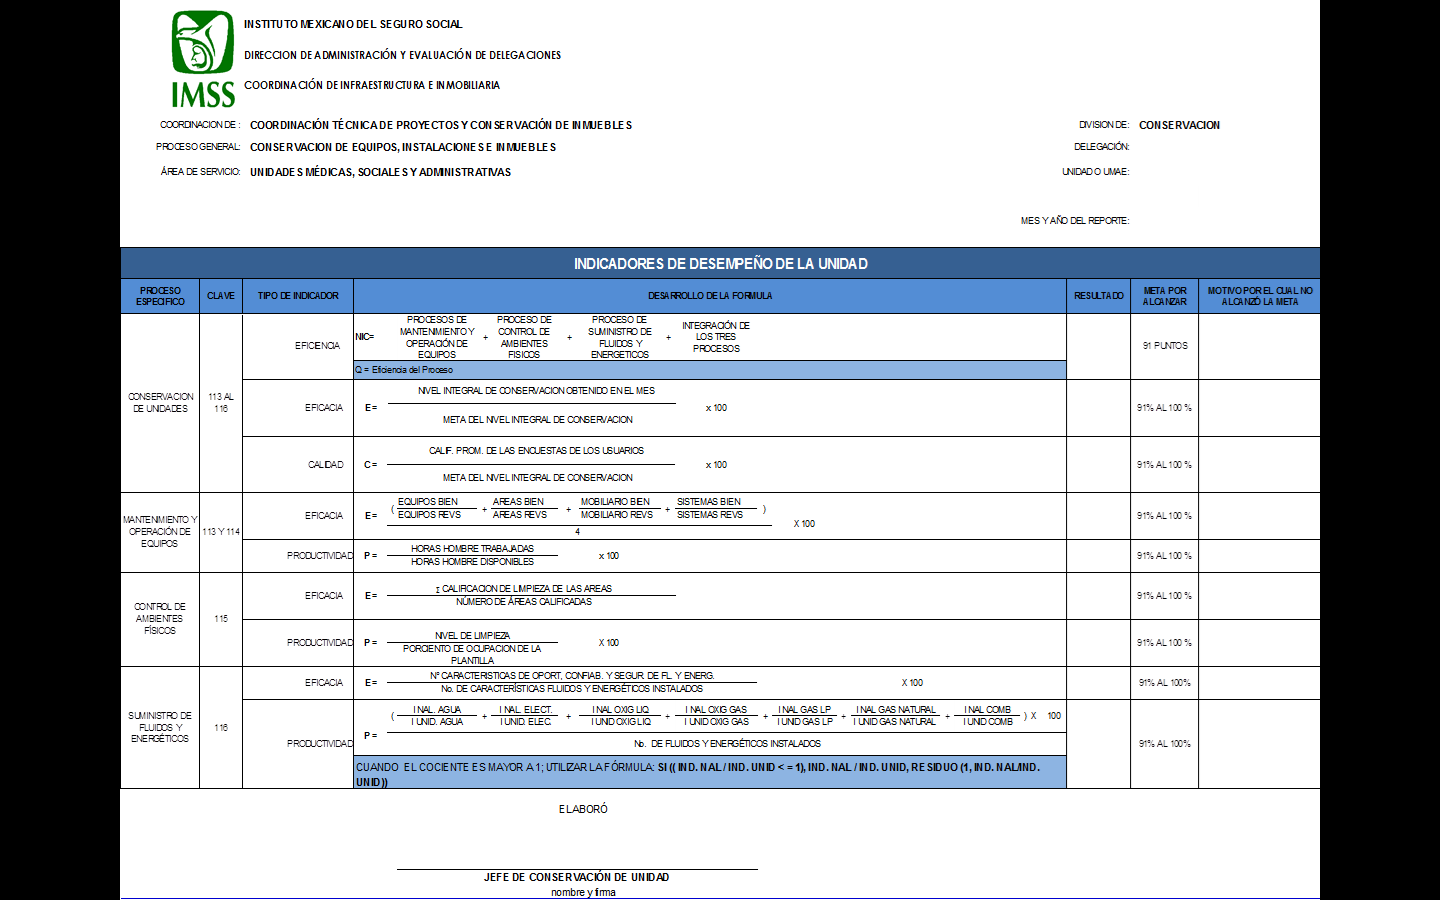 INSTITUTO MEXICANO DEL SEGURO SOCIAL
DIRECCION DE ADMINISTRACIÓN Y EVALUACIÓN DE DELEGACIONES
COORDINACIÓN DE INFRAESTRUCTURA E INMOBILIARIA
IMSS
COORDINACION DE : COORDINACIÓN TÉCNICA DE PROYECTOS Y CONSERVACIÓN DE INMUEBLES DIVISION DE: CONSERVACION
PROCESO GENERAL: CONSERVACION DE EQUIPOS, INSTALACIONES E INMUEBLES DELEGACIÓN:
ÁREA DE SERVICIO: UNIDADES MÉDICAS, SOCIALES Y ADMINISTRATIVAS UNIDAD O UMAE:
MES Y AÑO DEL REPORTE:
INDICADORES DE DESEMPEÑO DE LA UNIDAD
PROCESO ESPECIFICO CLAVE TIPO DE INDICADOR DESARROLLO DE LA FORMULA RESULTADO META POR ALCANZAR MOTIVO POR EL CUAL NO ALCANZÓ LA META
CONSERVACION DE UNIDADES
113 AL 116
EFICIENCIA
NIC= PROCESOS DE MANTENIMIENTO Y OPERACIÓN DE EQUIPOS + PROCESO DE CONTROL DE AMBIENTES FISICOS + PROCESO DE SUMINISTRO DE FLUIDOS Y ENERGETICOS + INTEGRACIÓN DE LOS TRES PROCESOS
91 PUNTOS
Q = Eficiencia del Proceso
EFICACIA
E =
NIVEL INTEGRAL DE CONSERVACION OBTENIDO EN EL MES
META DEL NIVEL INTEGRAL DE CONSERVACION
x 100
91% AL 100 %
CALIDAD
C =
CALIF. PROM. DE LAS ENCUESTAS DE LOS USUARIOS
META DEL NIVEL INTEGRAL DE CONSERVACION
x 100
91% AL 100 %
MANTENIMIENTO Y OPERACIÓN DE EQUIPOS
113 Y 114
EFICACIA
E =
( EQUIPOS BIEN + AREAS BIEN + MOBILIARIO BIEN + SISTEMAS BIEN )
EQUIPOS REVS AREAS REVS MOBILIARIO REVS SISTEMAS REVS
4
X 100
91% AL 100 %
PRODUCTIVIDAD
P =
HORAS HOMBRE TRABAJADAS
HORAS HOMBRE DISPONIBLES
x 100
91% AL 100 %
CONTROL DE AMBIENTES FÍSICOS
115
EFICACIA
E =
Σ CALIFICACION DE LIMPIEZA DE LAS AREAS
NÚMERO DE ÁREAS CALIFICADAS
91% AL 100 %
PRODUCTIVIDAD
P =
NIVEL DE LIMPIEZA
PORCIENTO DE OCUPACION DE LA
PLANTILLA
X 100
91% AL 100 %
SUMINISTRO DE FLUIDOS Y ENERGÉTICOS
116
EFICACIA
E =
N° CARACTERISTICAS DE OPORT, CONFIAB. Y SEGUR. DE FL. Y ENERG.
No. DE CARACTERÍSTICAS FLUIDOS Y ENERGÉTICOS INSTALADOS
X 100
91% AL 100%
PRODUCTIVIDAD
P =
( I NAL. AGUA + I NAL. ELECT. + I NAL OXIG LIQ. + I NAL OXIG GAS + I NAL GAS LP + I NAL GAS NATURAL + I NAL COMB ) X 100
I UNID. AGUA I UNID. ELEC. I UND OXIG LIQ. I UND OXIG GAS I UND GAS LP I UND GAS NATURAL I UND COMB
No. DE FLUIDOS Y ENERGÉTICOS INSTALADOS
91% AL 100%
CUANDO EL COCIENTE ES MAYOR A 1; UTILIZAR LA FÓRMULA: SI (( IND. NAL / IND. UNID < = 1), IND. NAL / IND. UNID, RESIDUO (1, IND. NAL/IND.
UNID))
ELABORÓ
JEFE DE CONSERVACIÓN DE UNIDAD
nombre y firma